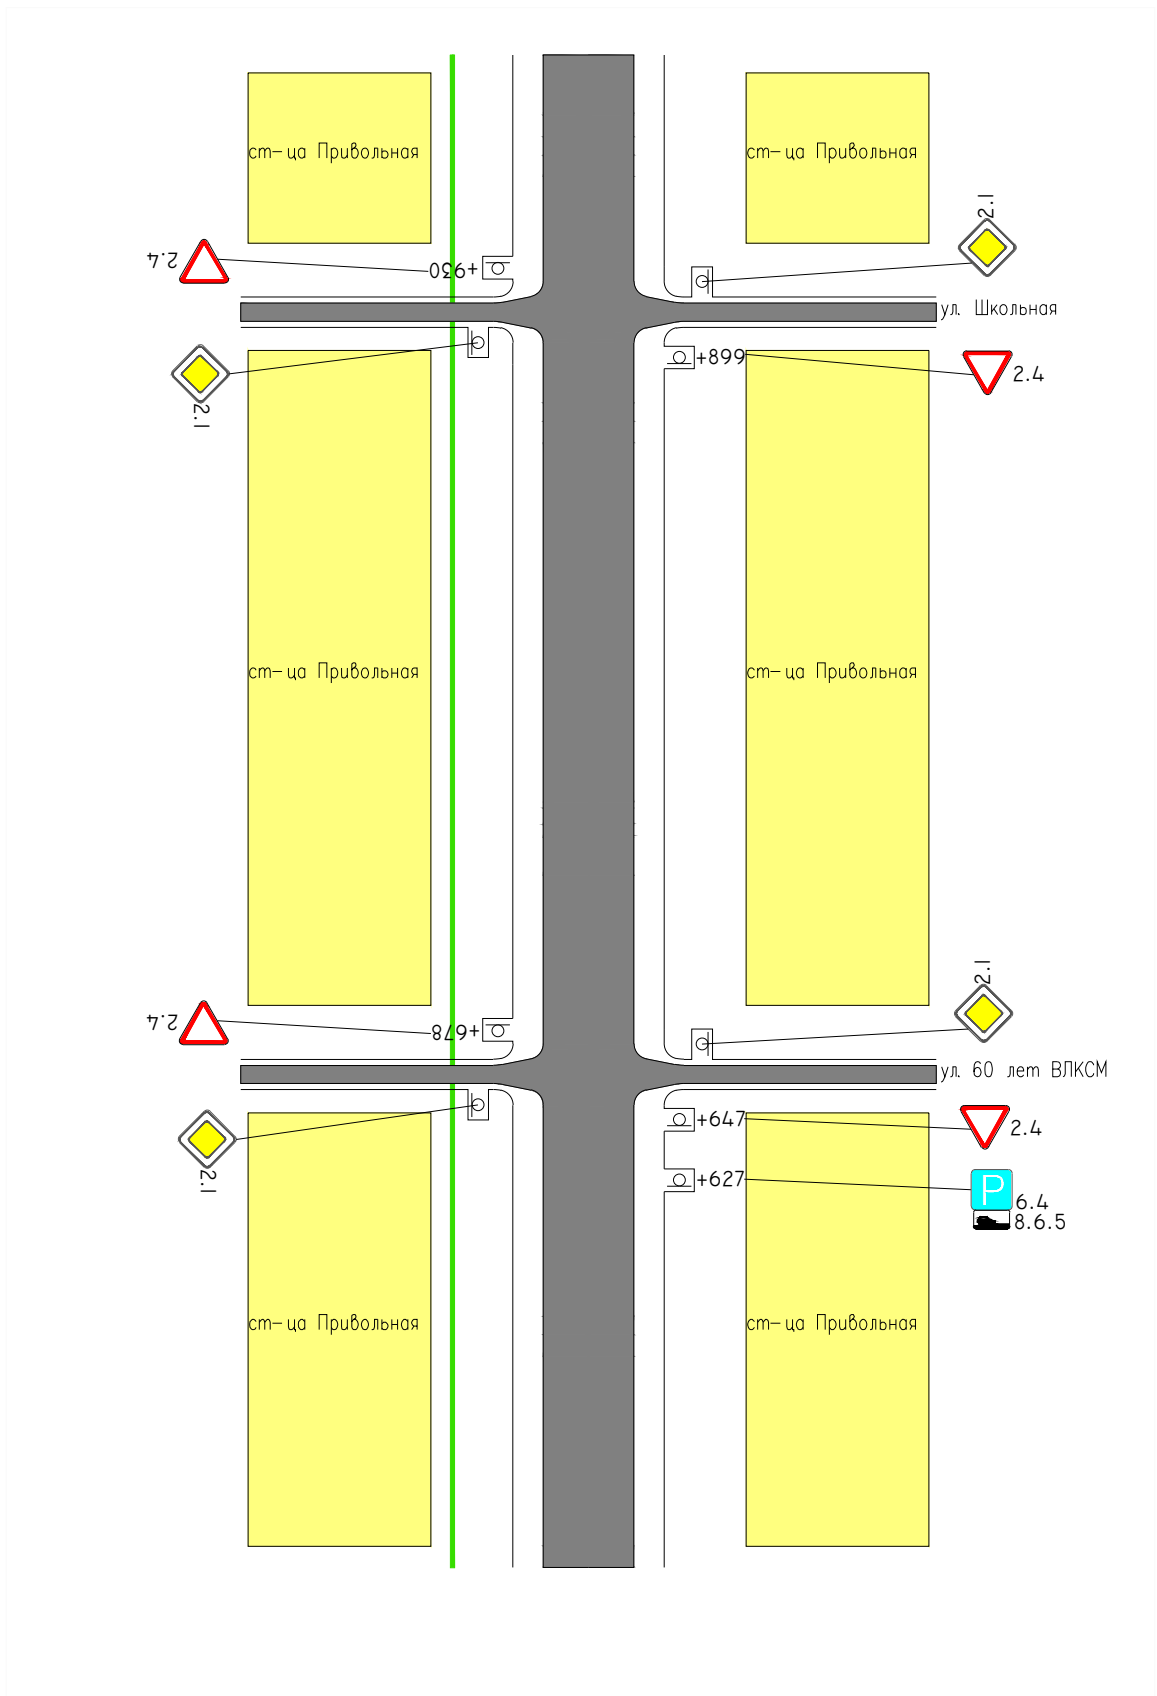 ст-ца Привольная
ст-ца Привольная
2.1
2.4
+930
ул. Школьная
+899
2.4
2.1
ст-ца Привольная
ст-ца Привольная
2.1
2.4
+678
ул. 60 лет ВЛКСМ
+647
2.4
2.1
+627
P
6.4
8.6.5
ст-ца Привольная
ст-ца Привольная